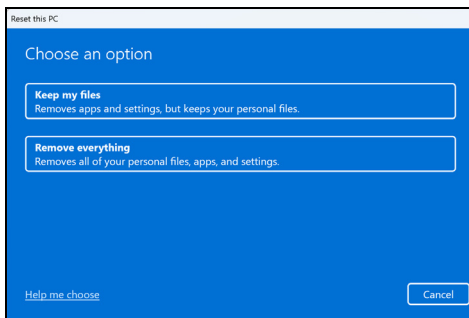 Reset this PC
Choose an option
Keep my files
Removes apps and settings, but keeps your personal files.
Remove everything
Removes all of your personal files, apps, and settings.
Help me choose
Cancel